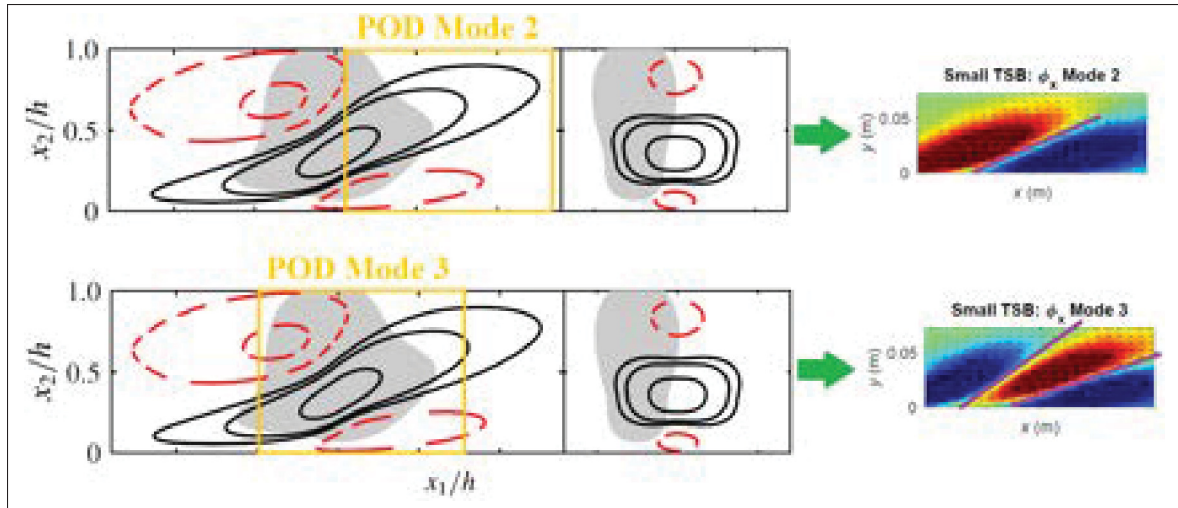 POD Mode 2
1.0
x₂/h
0.5
0
Small TSB: ϕₓ Mode 2
y (m)
0.05
0
x (m)
POD Mode 3
1.0
x₂/h
0.5
0
x₁/h
Small TSB: ϕₓ Mode 3
y (m)
0.05
0
x (m)